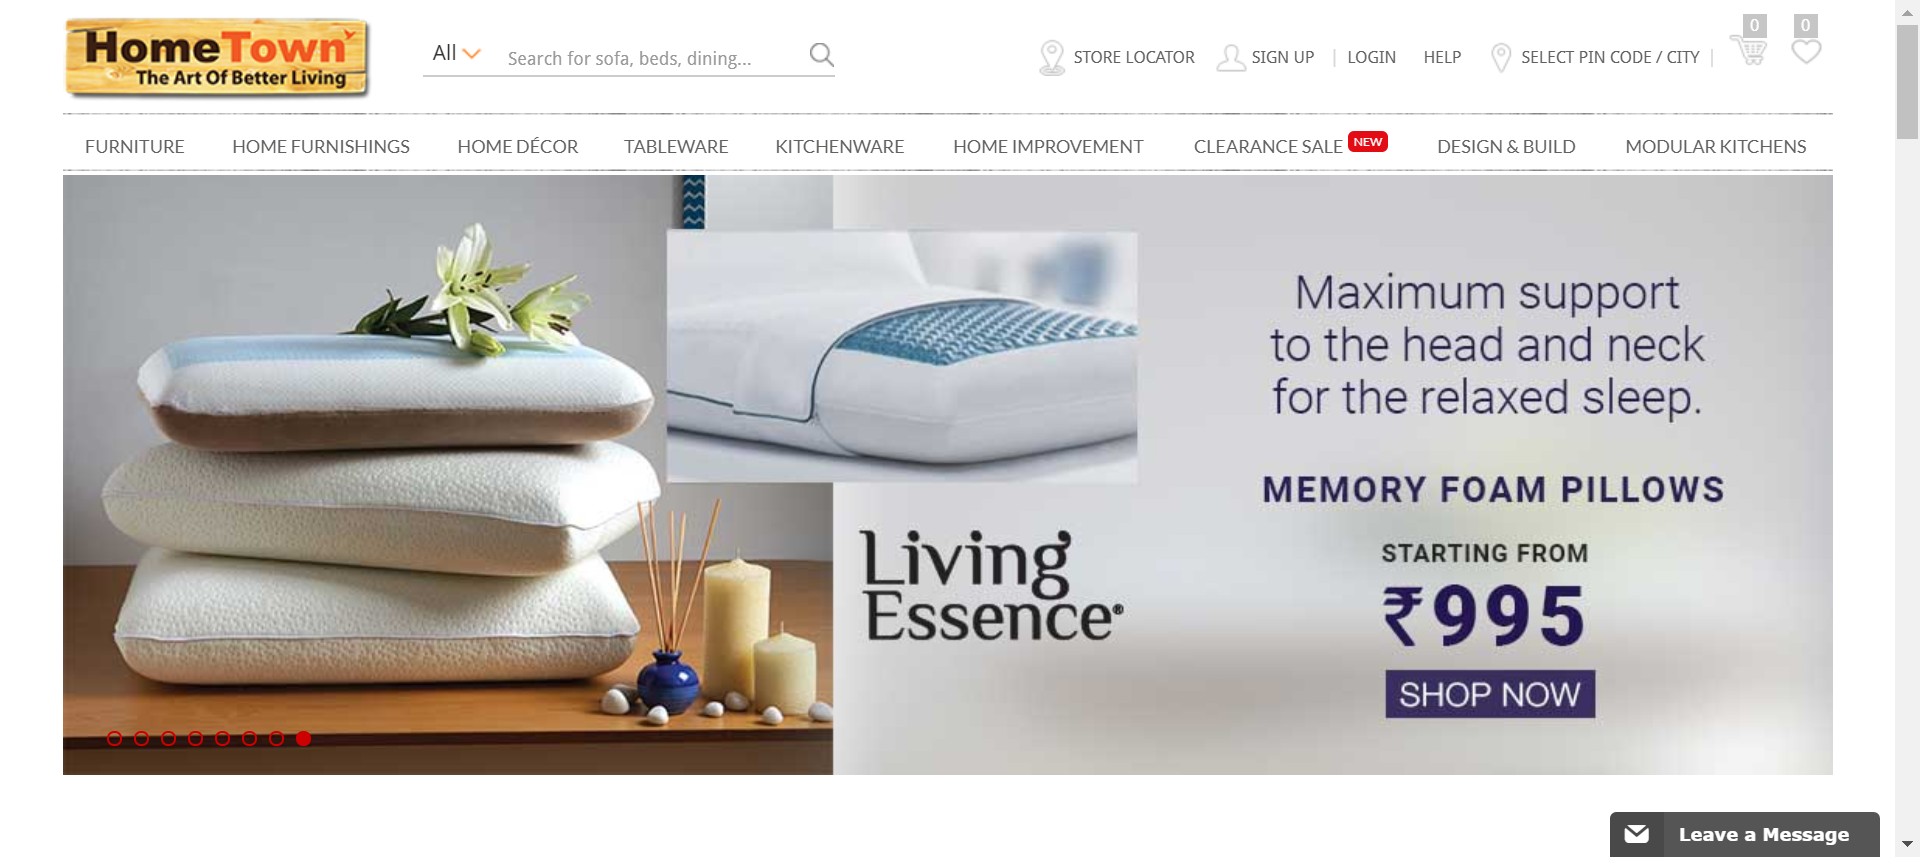 HomeTown
The Art Of Better Living
All
Search for sofa, beds, dining...
STORE LOCATOR
SIGN UP
LOGIN
HELP
SELECT PIN CODE / CITY
0
0
FURNITURE
HOME FURNISHINGS
HOME DÉCOR
TABLEWARE
KITCHENWARE
HOME IMPROVEMENT
CLEARANCE SALE NEW
DESIGN & BUILD
MODULAR KITCHENS
Maximum support
to the head and neck
for the relaxed sleep.
MEMORY FOAM PILLOWS
Living
Essence®
STARTING FROM
₹995
SHOP NOW
Leave a Message